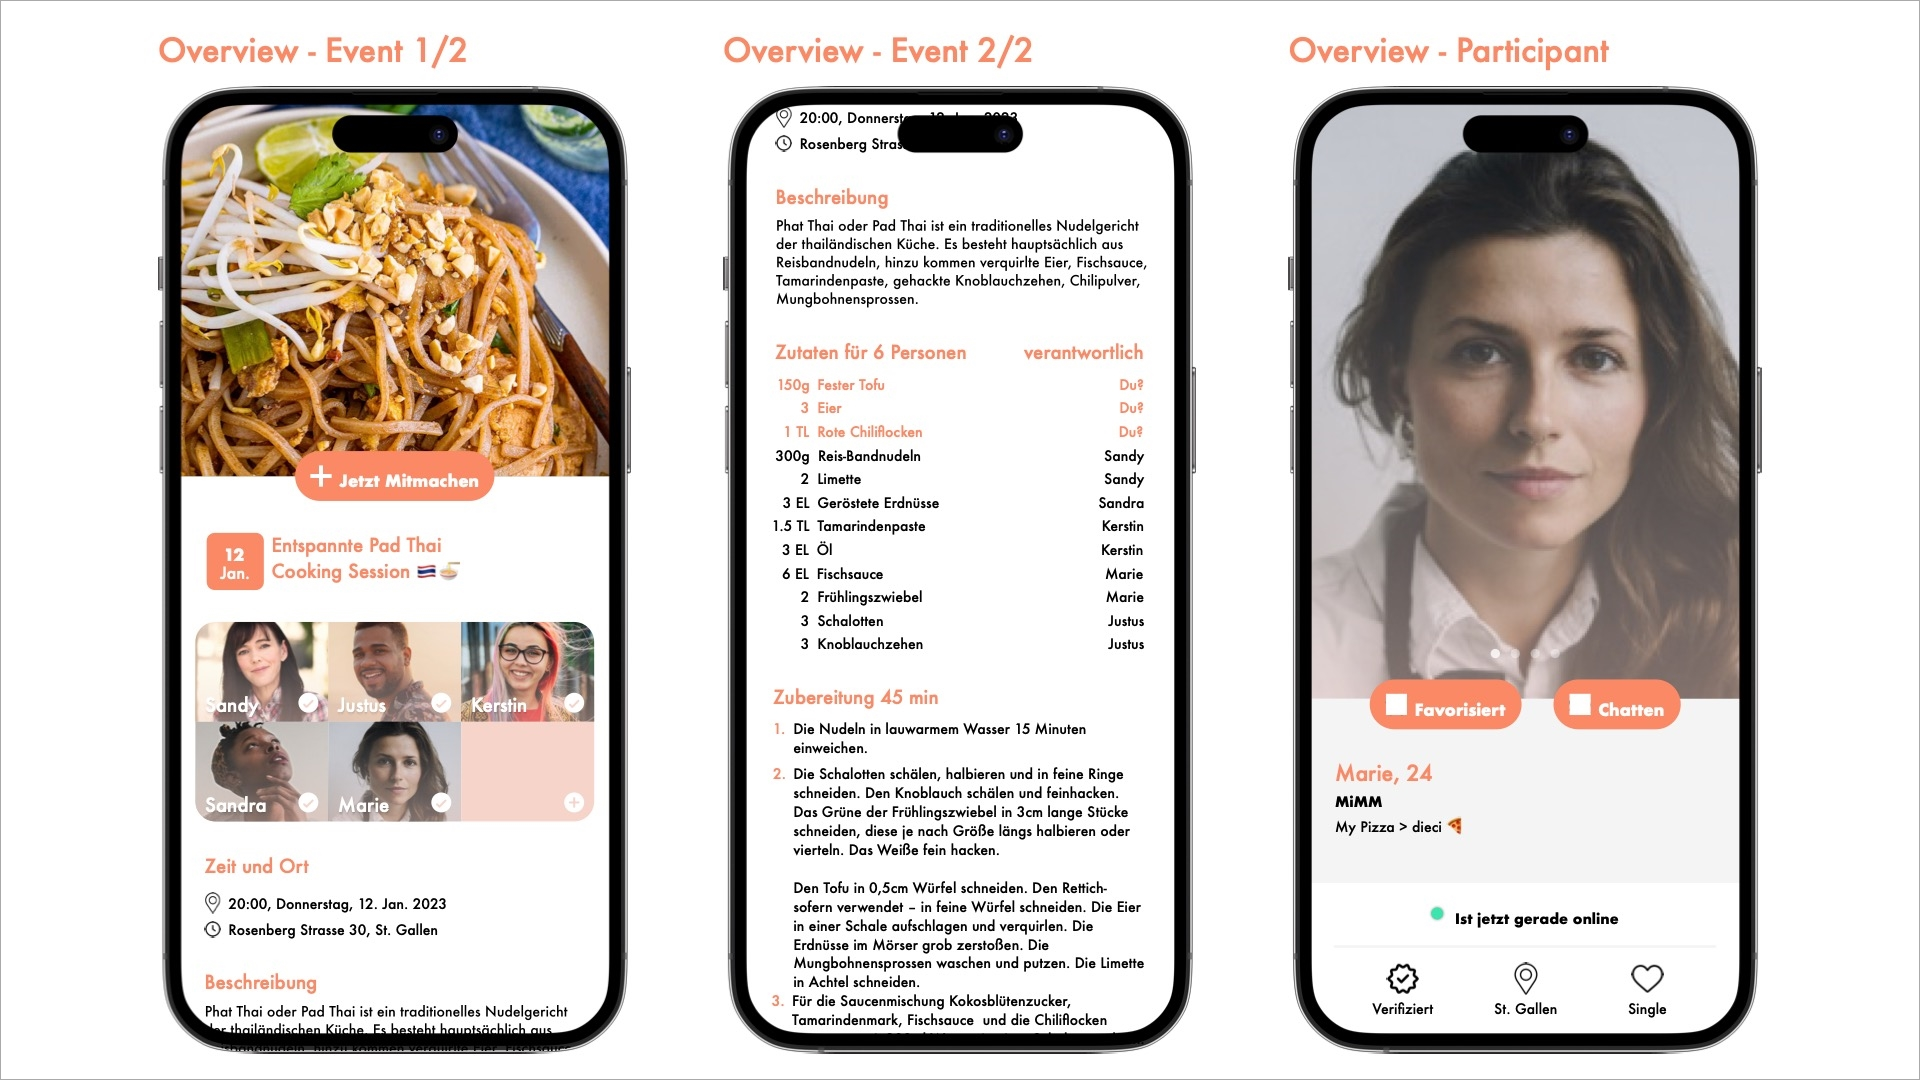 Overview - Event 1/2
Jetzt Mitmachen
12
Jan.
Entspannte Pad Thai
Cooking Session 🇹🇭🍜
Sandy
Justus
Kerstin
Sandra
Marie
Zeit und Ort
20:00, Donnerstag, 12. Jan. 2023
Rosenberg Strasse 30, St. Gallen
Beschreibung
Phat Thai oder Pad Thai ist ein traditionelles Nudelgericht
der thailändischen Küche. Es besteht hauptsächlich aus
Overview - Event 2/2
20:00, 2023
Rosenberg
Beschreibung
Phat Thai oder Pad Thai ist ein traditionelles Nudelgericht
der thailändischen Küche. Es besteht hauptsächlich aus
Reisbandnudeln, hinzu kommen verquirlte Eier, Fischsauce,
Tamarindenpaste, gehackte Knoblauchzehen, Chilipulver,
Mungbohnensprossen.
Zutaten für 6 Personen verantwortlich
150g Fester Tofu Du?
3 Eier Du?
1 TL Rote Chiliflocken Du?
300g Reis-Bandnudeln Sandy
2 Limette Sandy
3 EL Geröstete Erdnüsse Sandra
1.5 TL Tamarindenpaste Kerstin
3 EL Öl Kerstin
6 EL Fischsauce Marie
2 Frühlingszwiebel Marie
3 Schalotten Justus
3 Knoblauchzehen Justus
Zubereitung 45 min
1. Die Nudeln in lauwarmem Wasser 15 Minuten
einweichen.
2. Die Schalotten schälen, halbieren und in feine Ringe
schneiden. Den Knoblauch schälen und feinhacken.
Das Grüne der Frühlingszwiebel in 3cm lange Stücke
schneiden, diese je nach Größe längs halbieren oder
vierteln. Das Weiße fein hacken.
Den Tofu in 0,5cm Würfel schneiden. Den Rettich-
sofern verwendet – in feine Würfel schneiden. Die Eier
in einer Schale aufschlagen und verquirlen. Die
Erdnüsse im Mörser grob zerstoßen. Die
Mungbohnensprossen waschen und putzen. Die Limette
in Achtel schneiden.
3. Für die Saucenmischung Kokosblütenzucker,
Tamarindenmark, Fischsauce und die Chiliflocken
Overview - Participant
Favorisiert
Chatten
Marie, 24
MiMM
My Pizza > dieci 🍕
Ist jetzt gerade online
Verifiziert
St. Gallen
Single